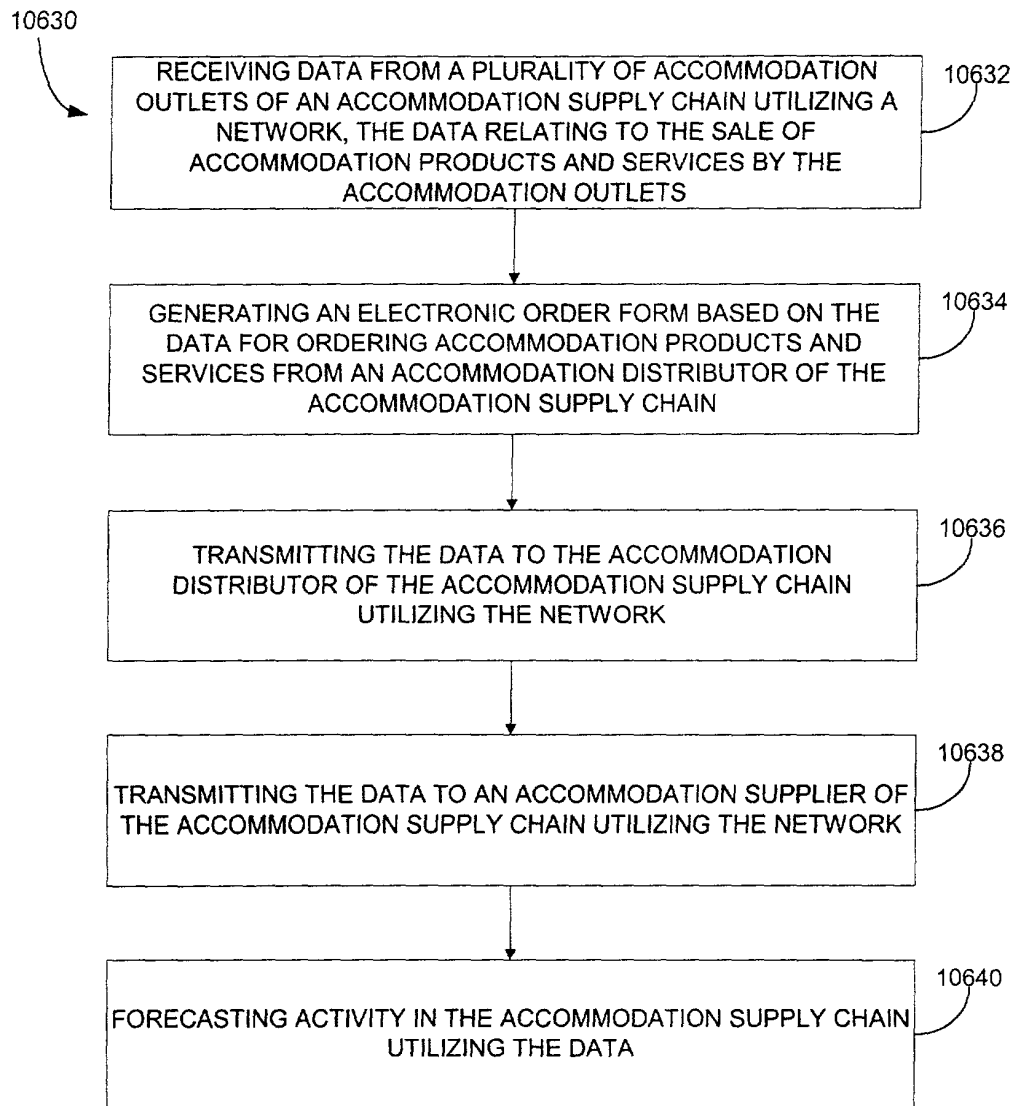 10630
RECEIVING DATA FROM A PLURALITY OF ACCOMMODATION
OUTLETS OF AN ACCOMMODATION SUPPLY CHAIN UTILIZING A
NETWORK, THE DATA RELATING TO THE SALE OF
ACCOMMODATION PRODUCTS AND SERVICES BY THE
ACCOMMODATION OUTLETS
10632
GENERATING AN ELECTRONIC ORDER FORM BASED ON THE
DATA FOR ORDERING ACCOMMODATION PRODUCTS AND
SERVICES FROM AN ACCOMMODATION DISTRIBUTOR OF THE
ACCOMMODATION SUPPLY CHAIN
10634
TRANSMITTING THE DATA TO THE ACCOMMODATION
DISTRIBUTOR OF THE ACCOMMODATION SUPPLY CHAIN
UTILIZING THE NETWORK
10636
TRANSMITTING THE DATA TO AN ACCOMMODATION SUPPLIER OF
THE ACCOMMODATION SUPPLY CHAIN UTILIZING THE NETWORK
10638
FORECASTING ACTIVITY IN THE ACCOMMODATION SUPPLY CHAIN
UTILIZING THE DATA
10640